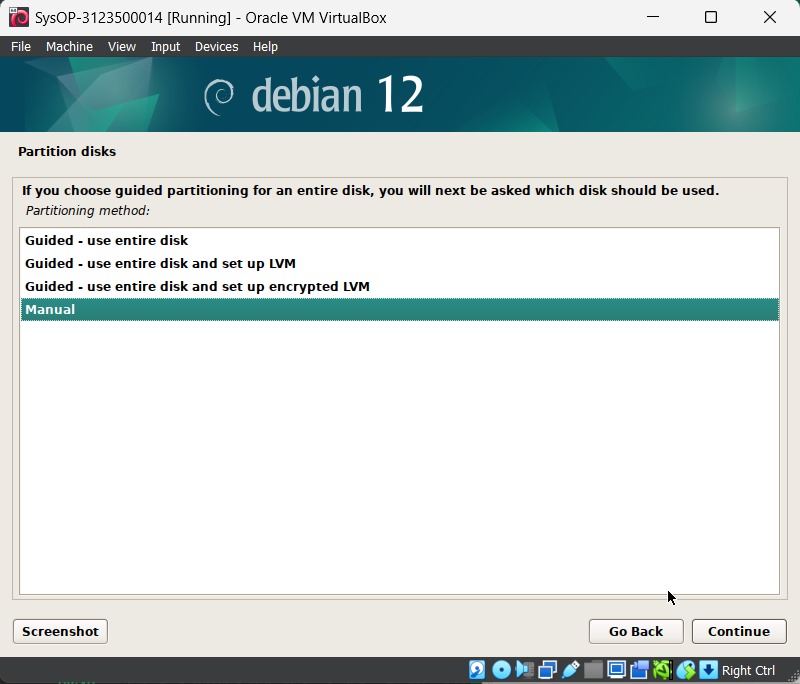 SysOP-3123500014 [Running] - Oracle VM VirtualBox
File Machine View Input Devices Help
debian 12
Partition disks
If you choose guided partitioning for an entire disk, you will next be asked which disk should be used.
Partitioning method:
Guided - use entire disk
Guided - use entire disk and set up LVM
Guided - use entire disk and set up encrypted LVM
Manual
Screenshot Go Back Continue
Right Ctrl